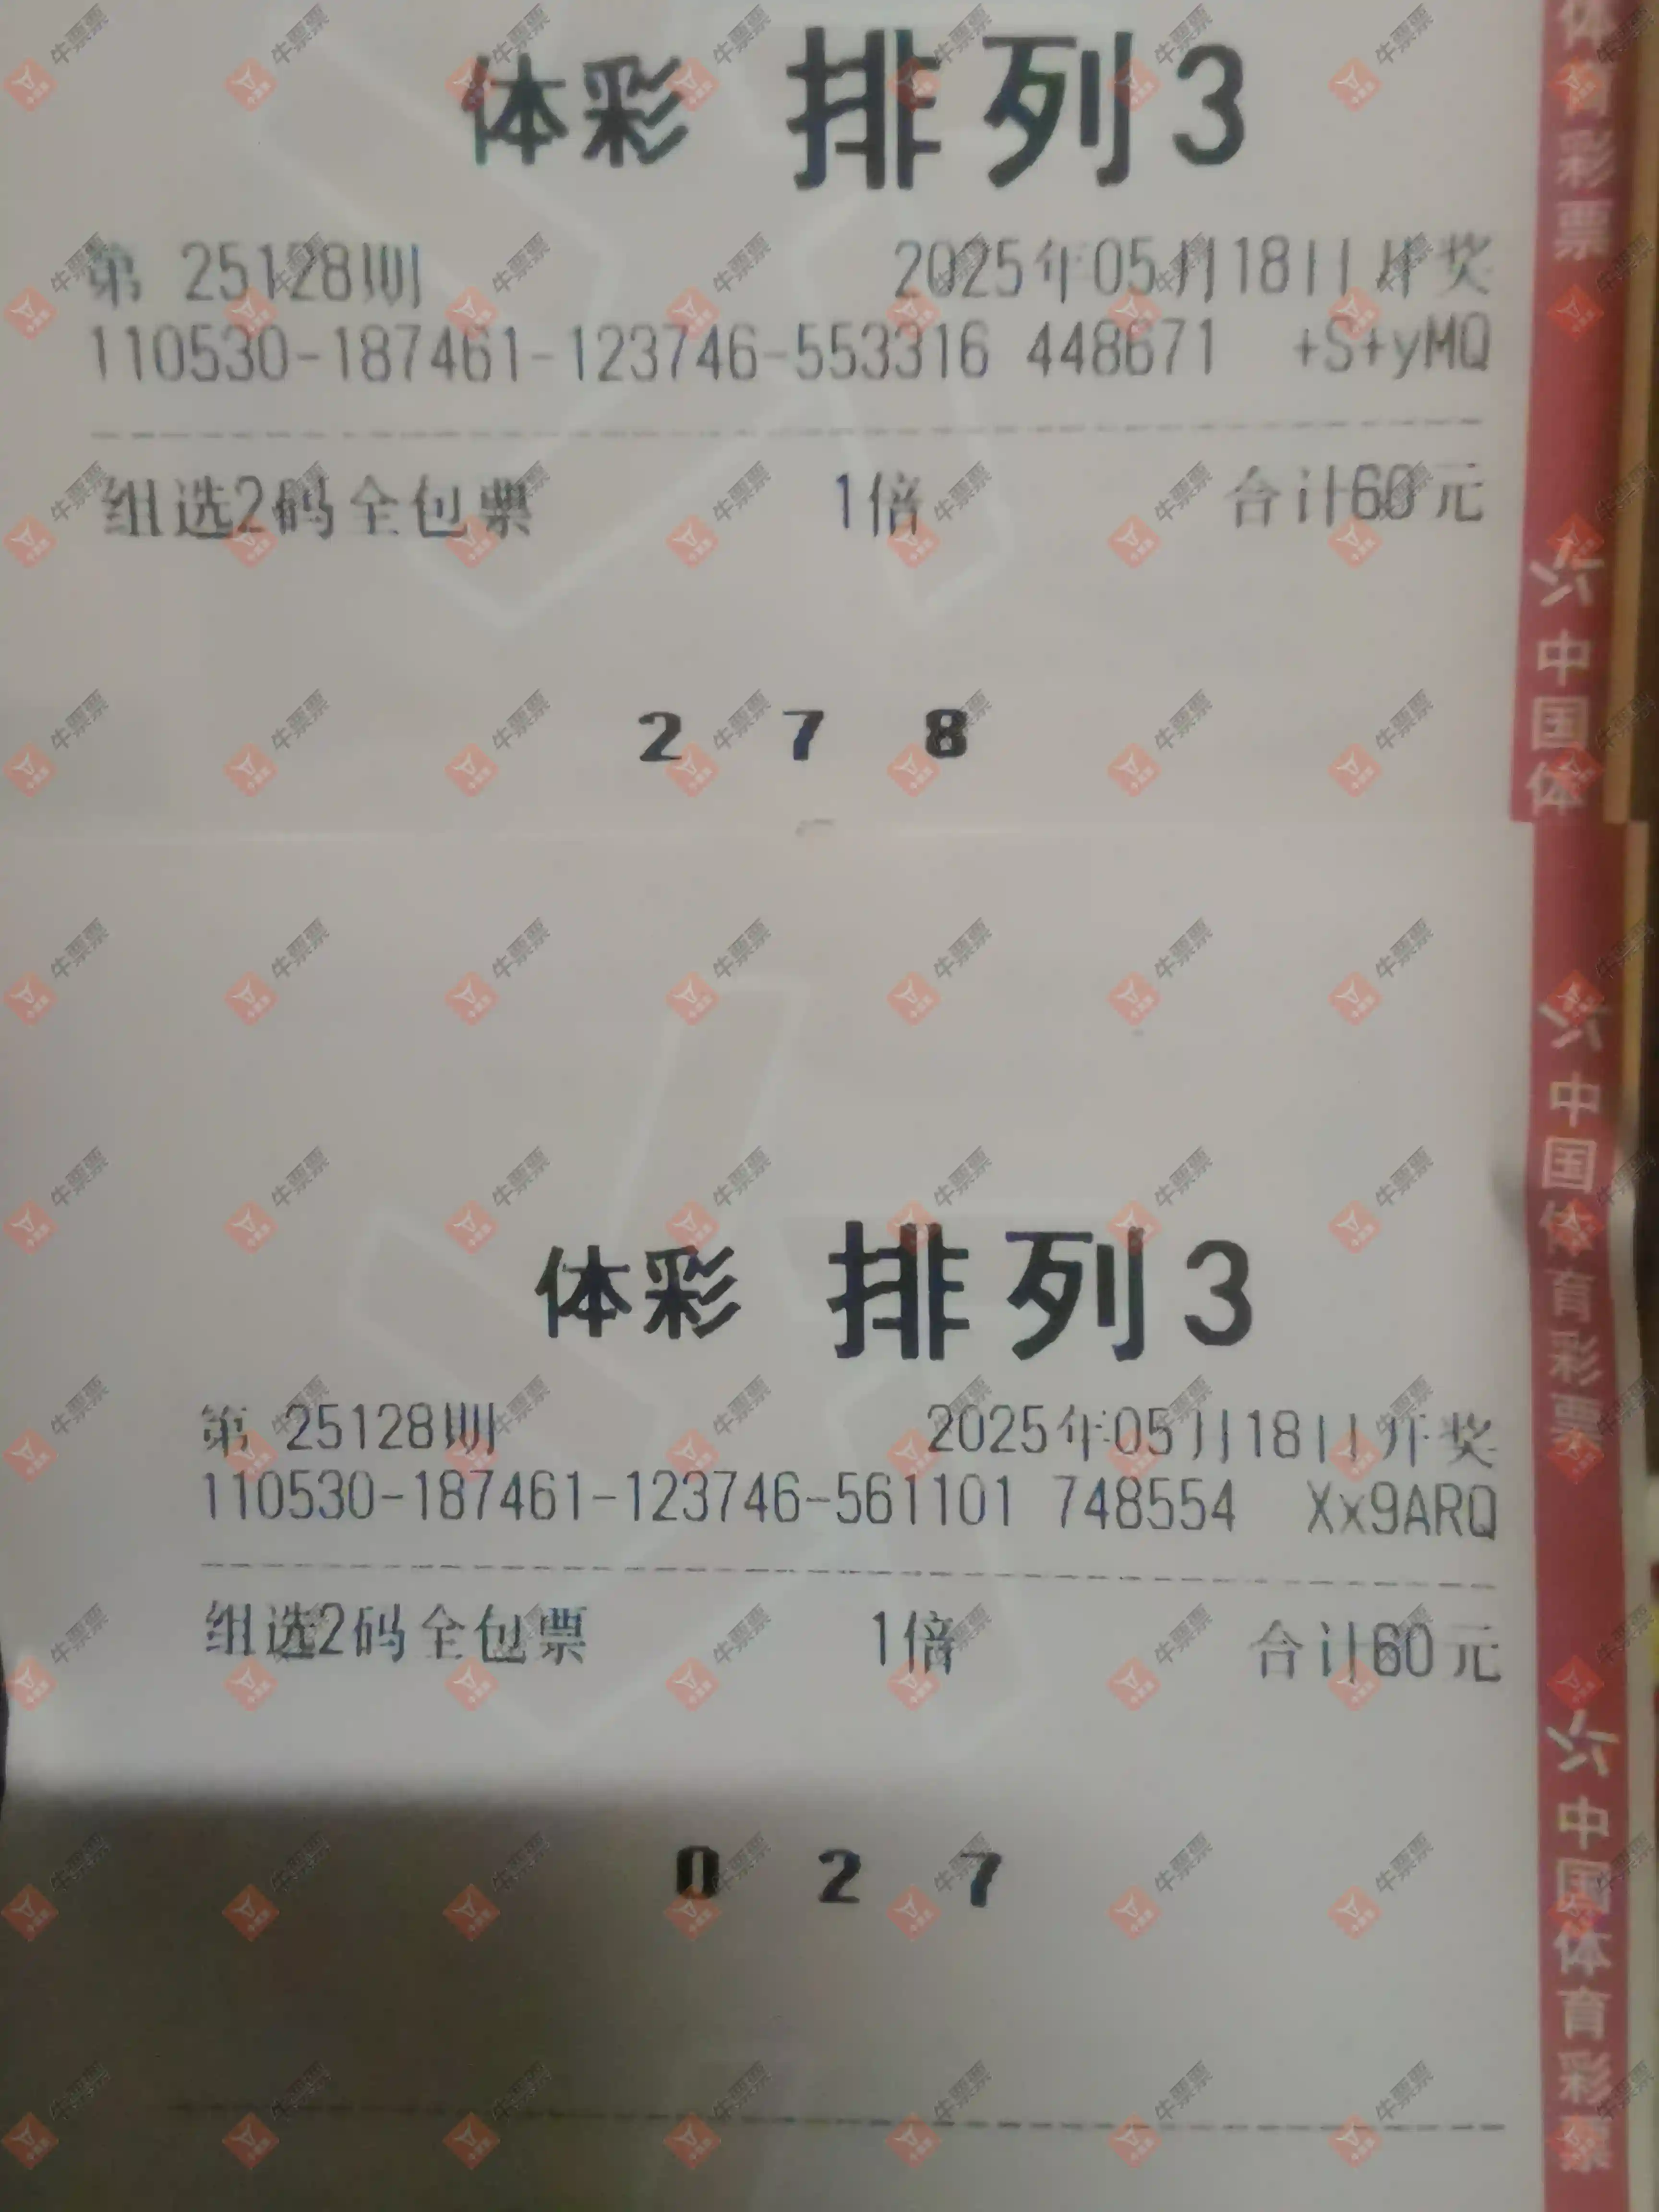 体彩 排列3
第 25128期 2025年05月18日开奖
110530-187461-123746-553316 448671 +S+yMQ
组选2码全包票 1倍 合计60元
2 7 8
体彩 排列3
第 25128期 2025年05月18日开奖
110530-187461-123746-561101 748554 Xx9ARQ
组选2码全包票 1倍 合计60元
0 2 7
体育彩票
中国体
中国体育彩票
中国体育彩票
牛票票